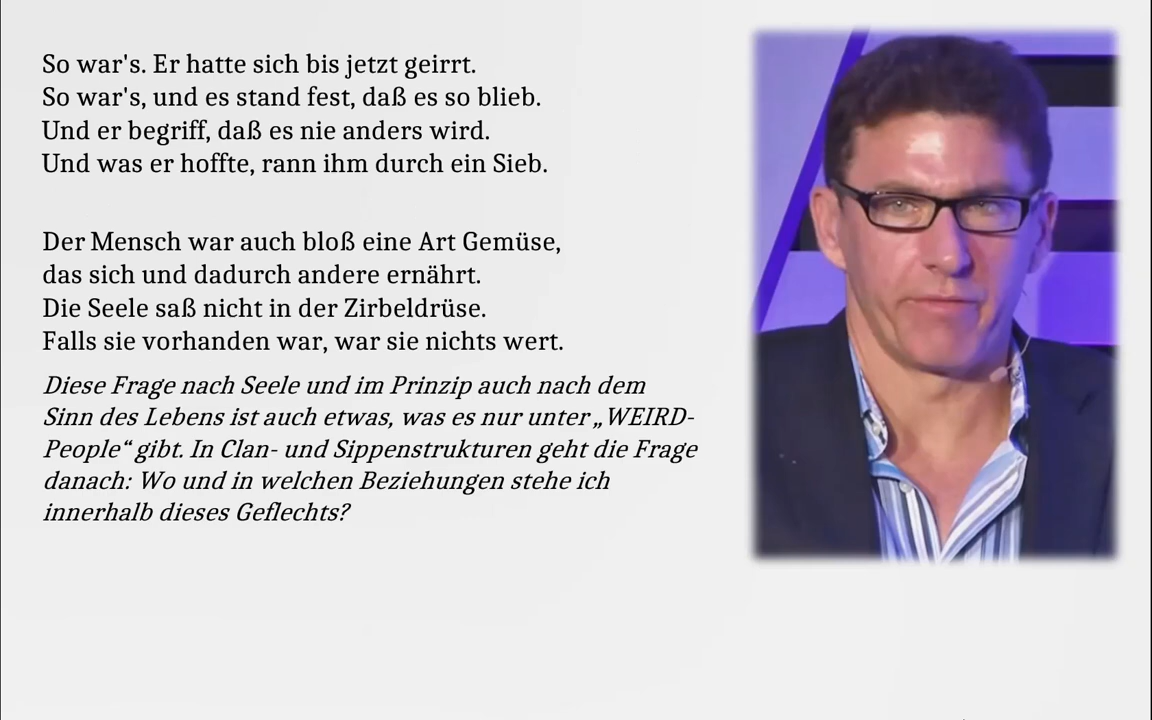 So war's. Er hatte sich bis jetzt geirrt.
So war's, und es stand fest, daß es so blieb.
Und er begriff, daß es nie anders wird.
Und was er hoffte, rann ihm durch ein Sieb.
Der Mensch war auch bloß eine Art Gemüse,
das sich und dadurch andere ernährt.
Die Seele saß nicht in der Zirbeldrüse.
Falls sie vorhanden war, war sie nichts wert.
Diese Frage nach Seele und im Prinzip auch nach dem
Sinn des Lebens ist auch etwas, was es nur unter „WEIRD-
People“ gibt. In Clan- und Sippenstrukturen geht die Frage
danach: Wo und in welchen Beziehungen stehe ich
innerhalb dieses Geflechts?